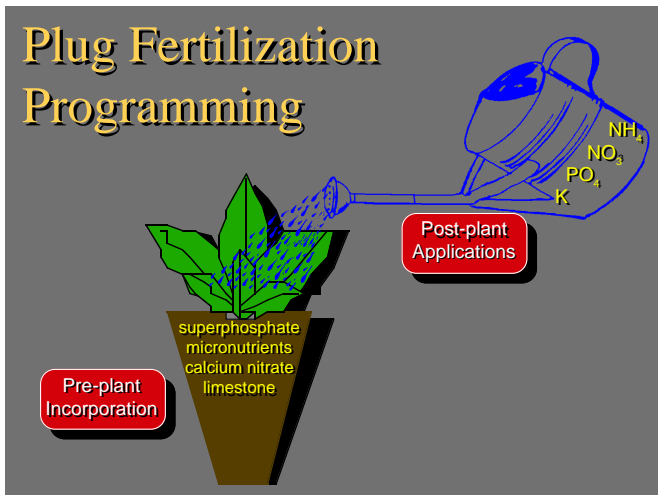 Plug Fertilization
Programming
NH₄
NO₃
PO₄
K
Post-plant
Applications
superphosphate
micronutrients
calcium nitrate
limestone
Pre-plant
Incorporation